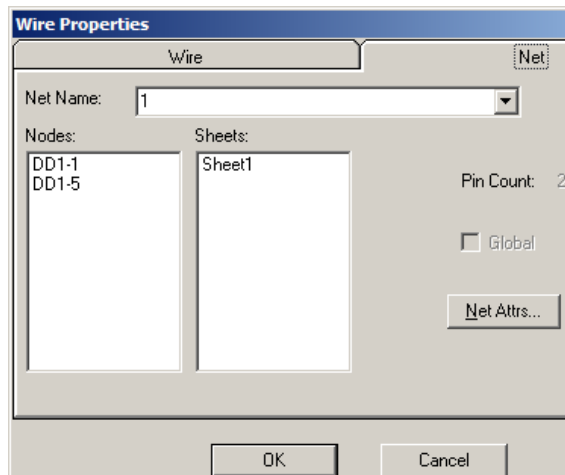 Wire Properties
Wire
Net
Net Name: 1
Nodes: Sheets:
DD1-1 Sheet1
DD1-5
Pin Count: 2
Global
Net Attrs...
OK Cancel